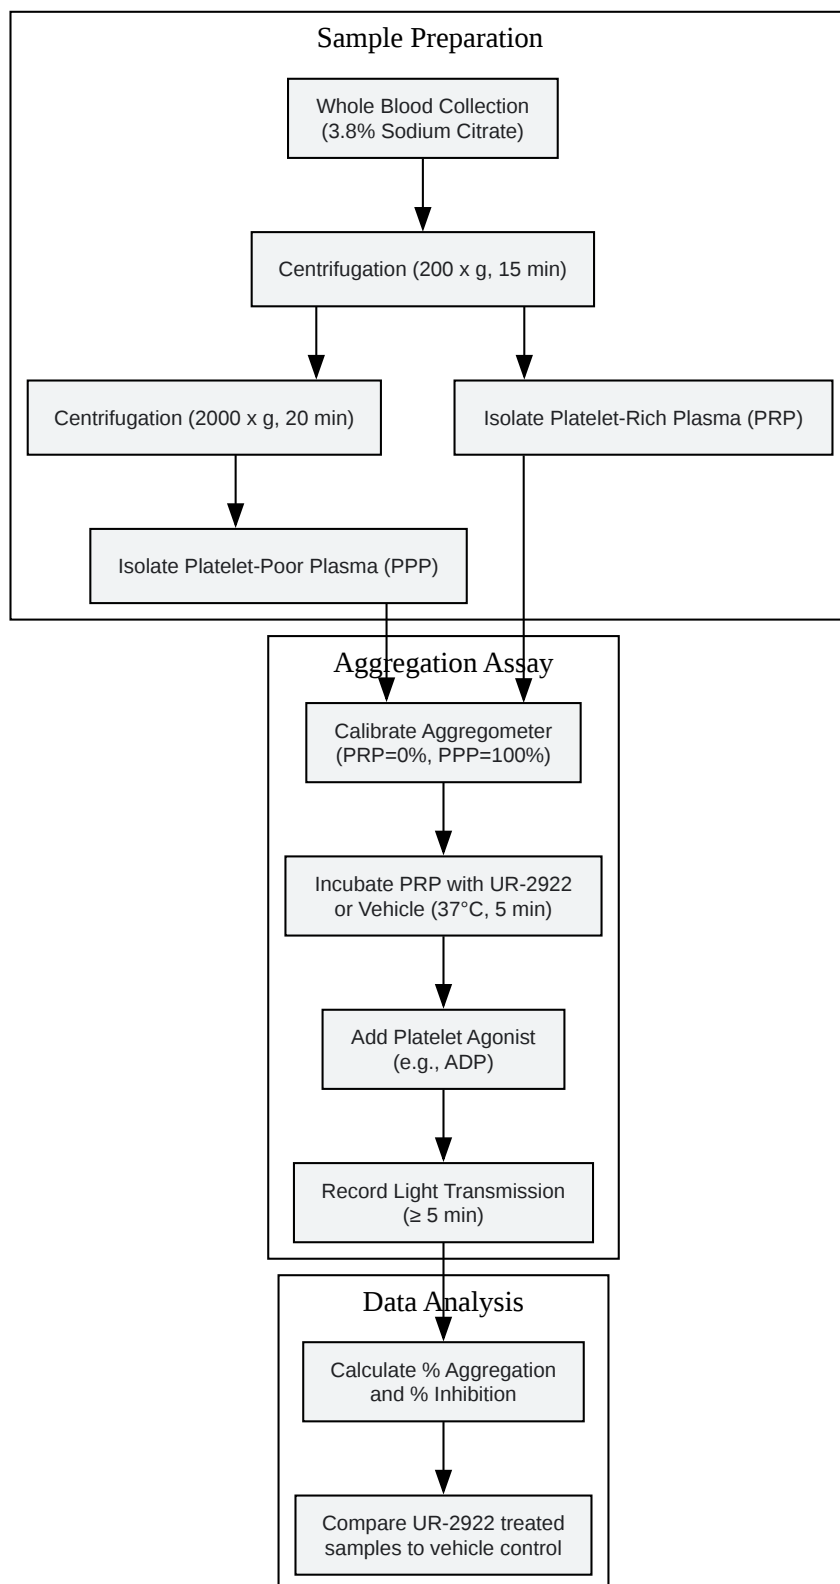 Sample Preparation
Whole Blood Collection
(3.8% Sodium Citrate)
Centrifugation (200 x g, 15 min)
Centrifugation (2000 x g, 20 min)
Isolate Platelet-Rich Plasma (PRP)
Isolate Platelet-Poor Plasma (PPP)
Aggregation Assay
Calibrate Aggregometer
(PRP=0%, PPP=100%)
Incubate PRP with UR-2922
or Vehicle (37°C, 5 min)
Add Platelet Agonist
(e.g., ADP)
Record Light Transmission
(≥ 5 min)
Data Analysis
Calculate % Aggregation
and % Inhibition
Compare UR-2922 treated
samples to vehicle control